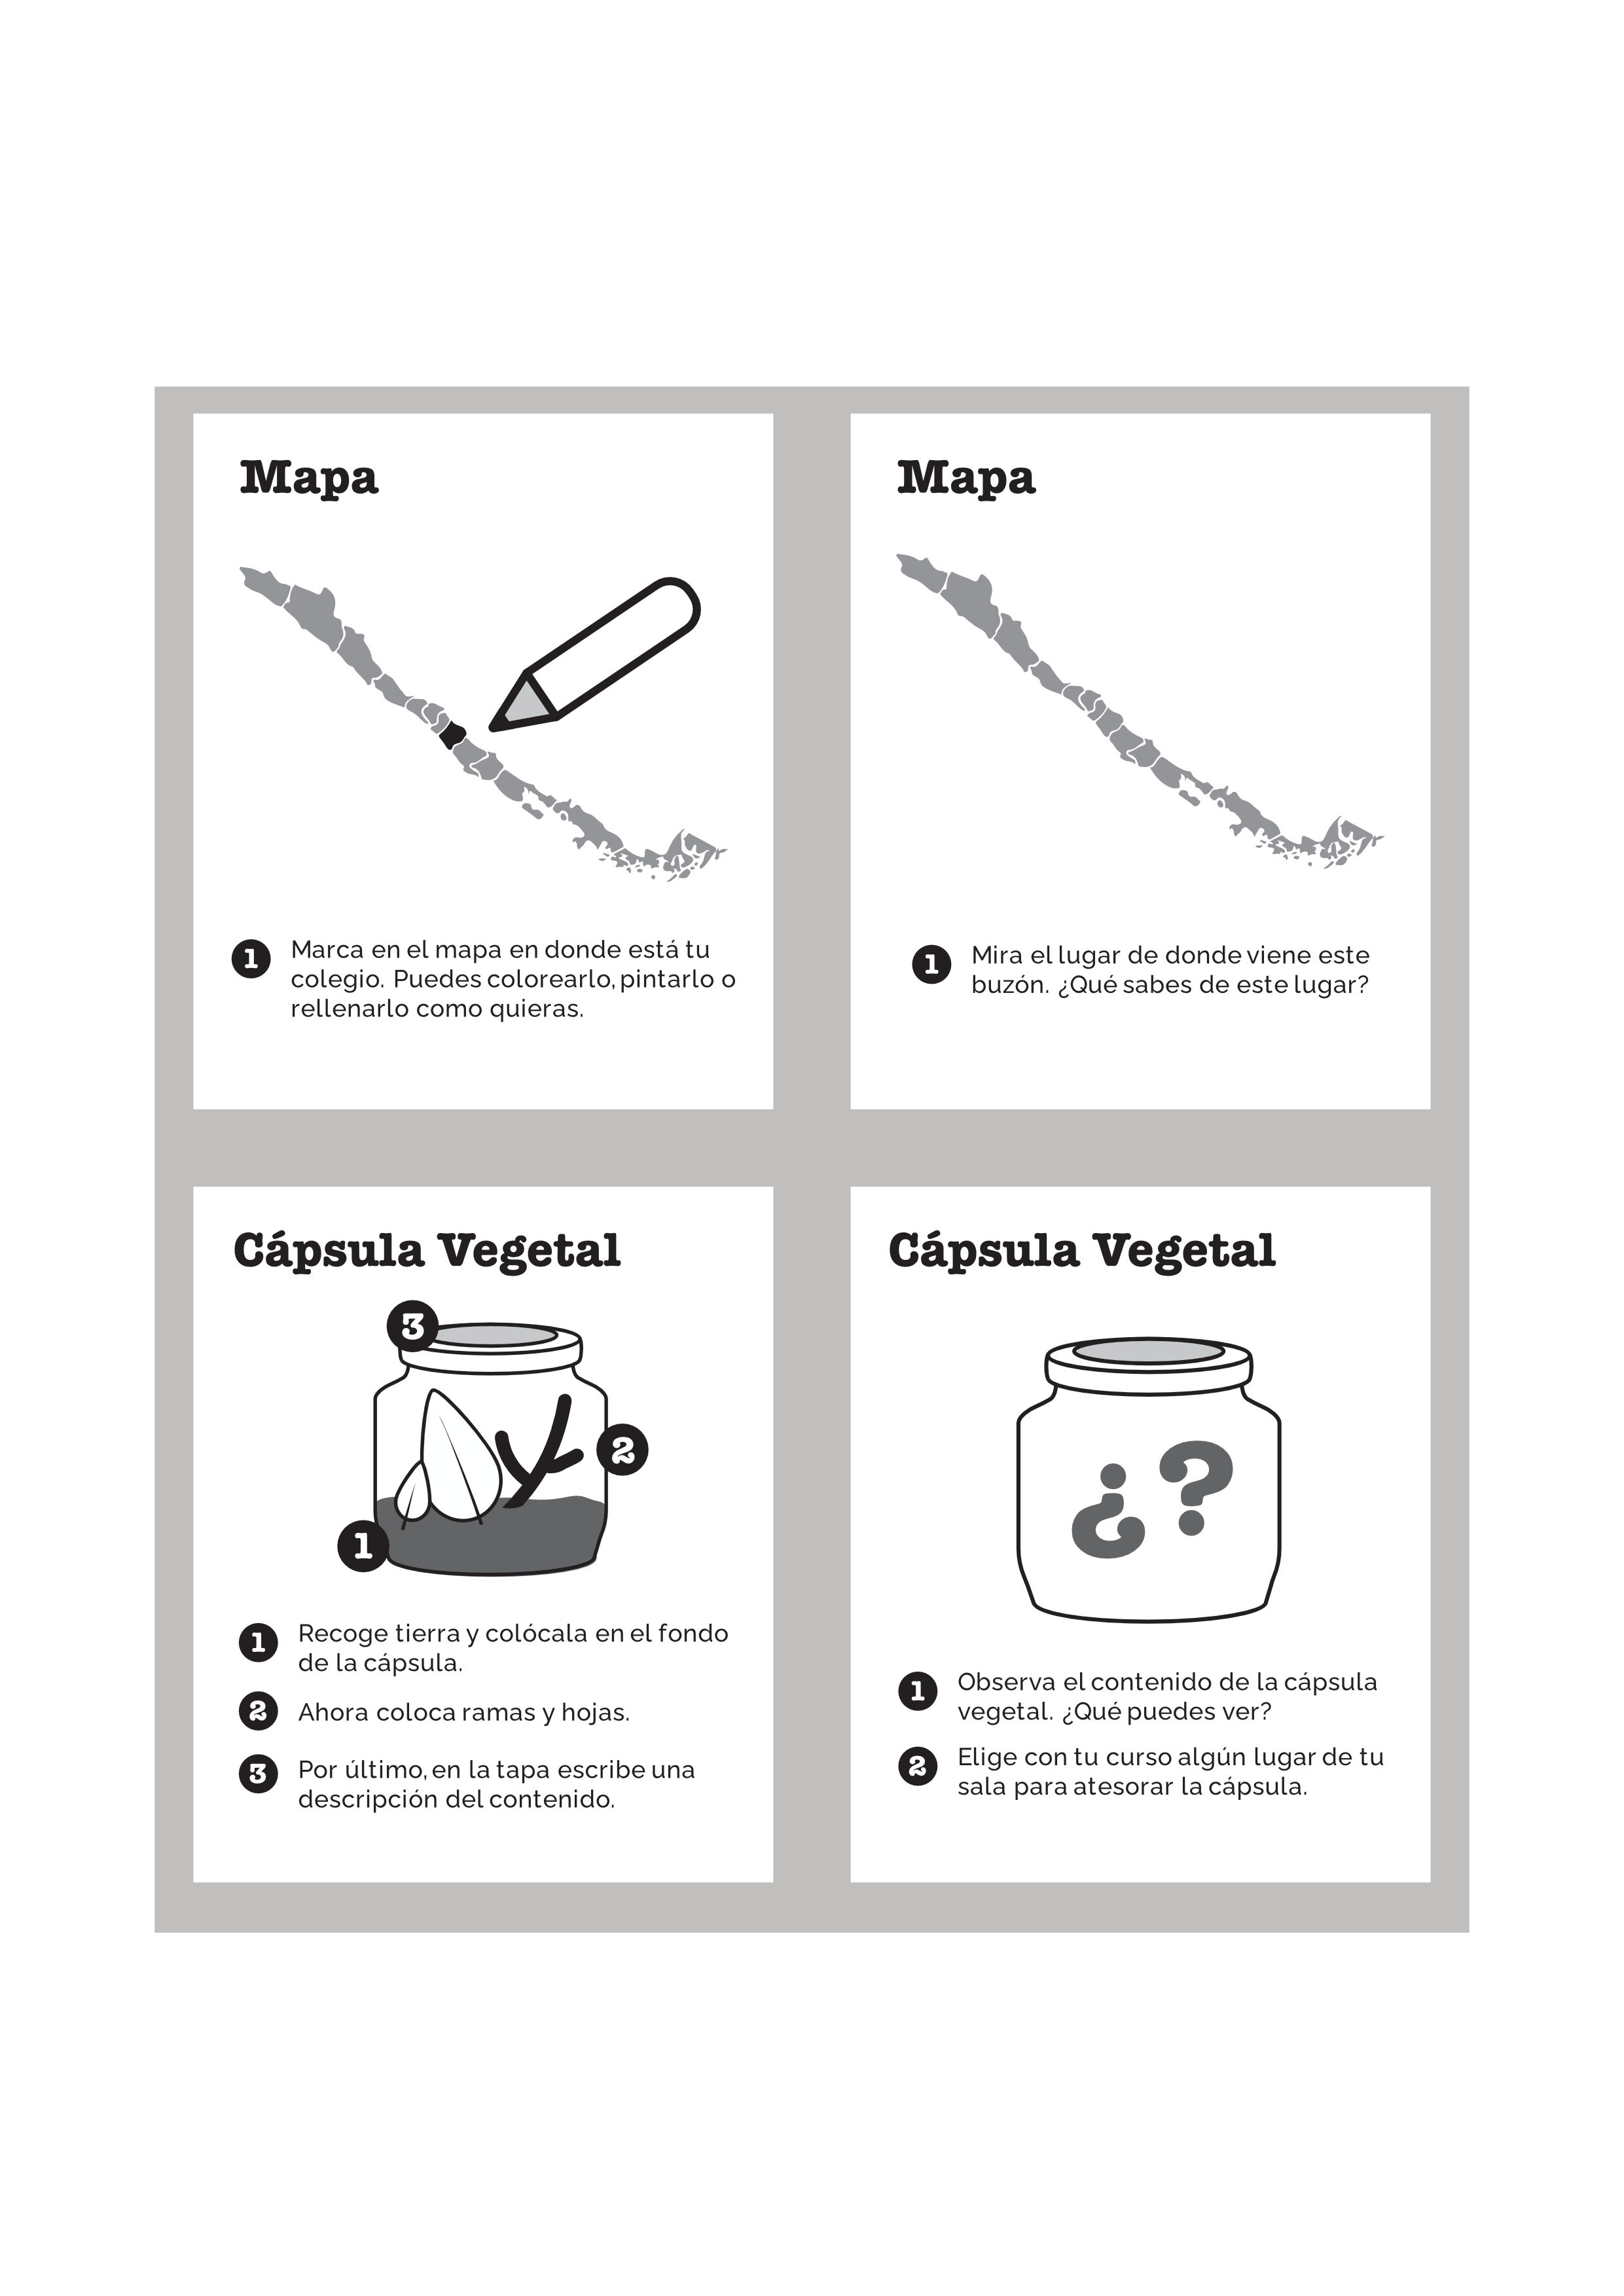 Mapa
1 Marca en el mapa en donde está tu
colegio. Puedes colorearlo, pintarlo o
rellenarlo como quieras.
Mapa
1 Mira el lugar de donde viene este
buzón. ¿Qué sabes de este lugar?
Cápsula Vegetal
3
2
1
1 Recoge tierra y colócala en el fondo
de la cápsula.
2 Ahora coloca ramas y hojas.
3 Por último, en la tapa escribe una
descripción del contenido.
Cápsula Vegetal
¿?
1 Observa el contenido de la cápsula
vegetal. ¿Qué puedes ver?
2 Elige con tu curso algún lugar de tu
sala para atesorar la cápsula.